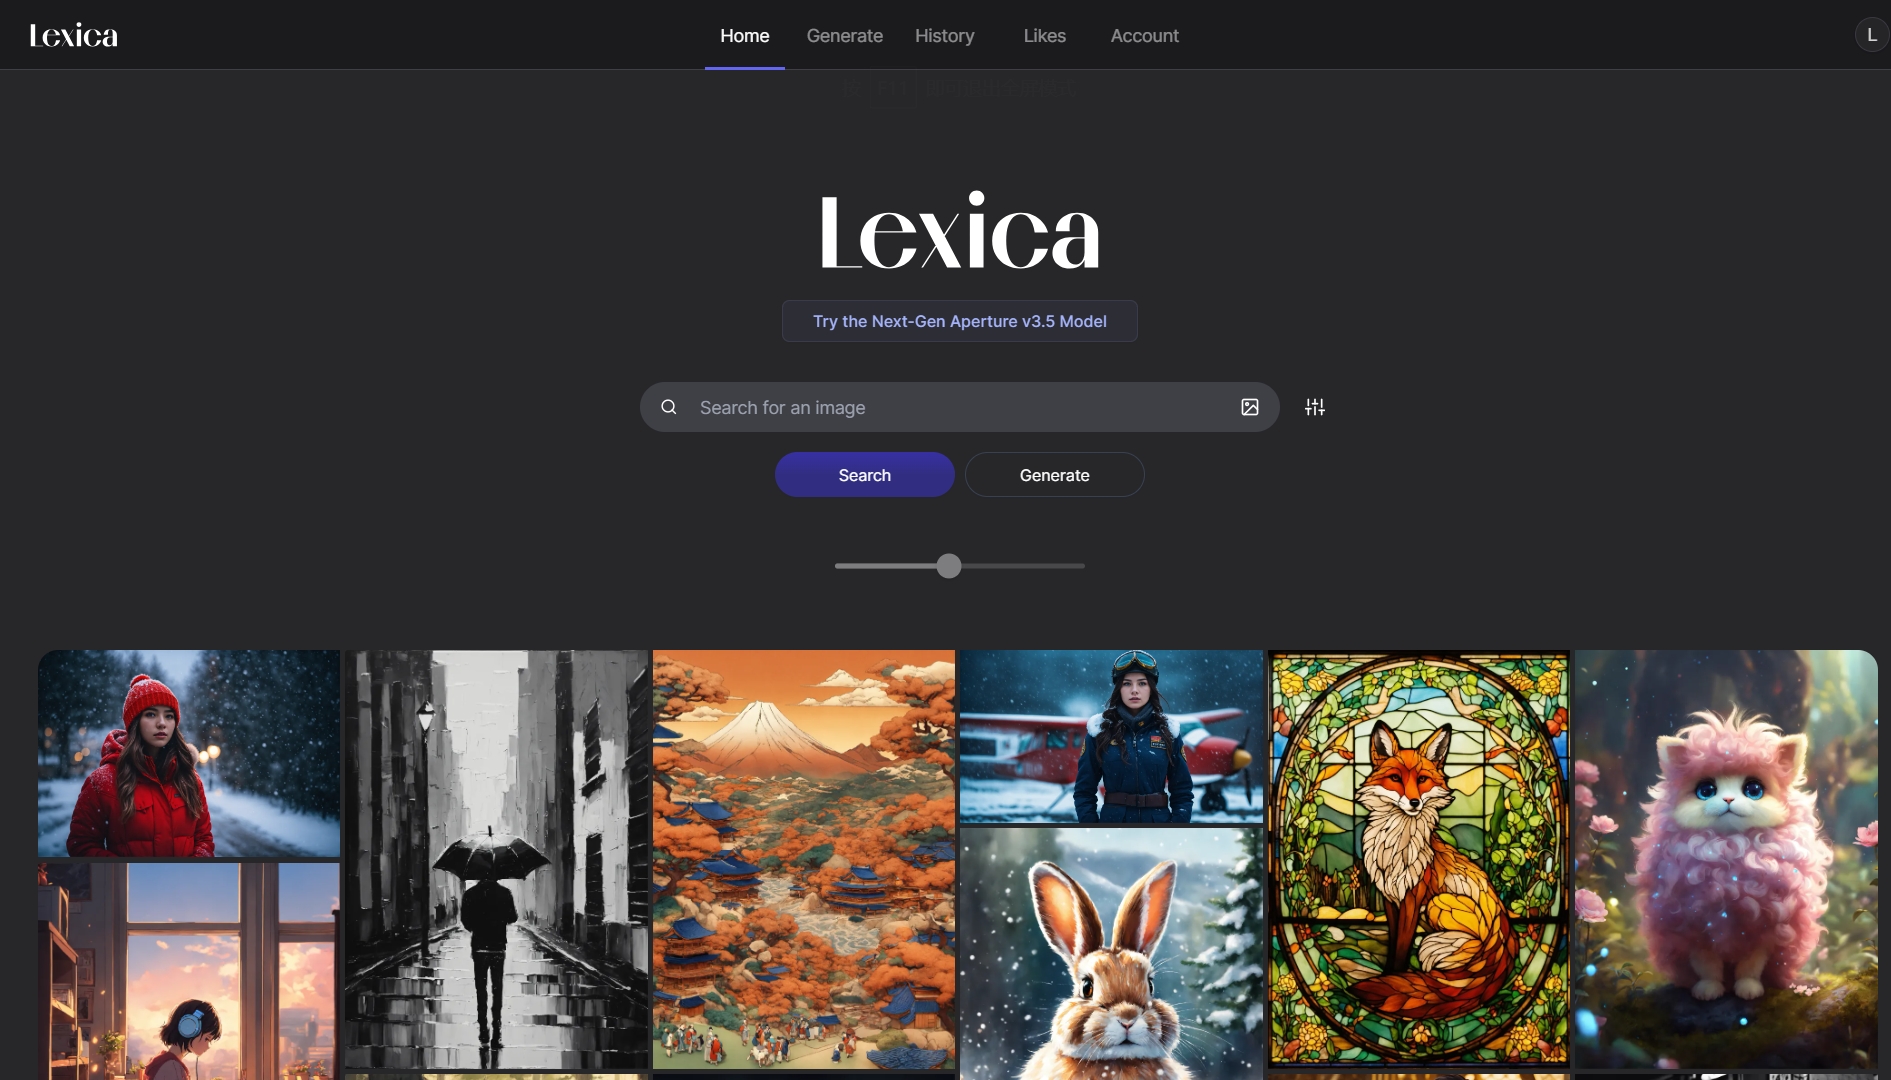 Lexica
Home Generate History Likes Account
L
Lexica
Try the Next-Gen Aperture v3.5 Model
Search for an image
Search Generate